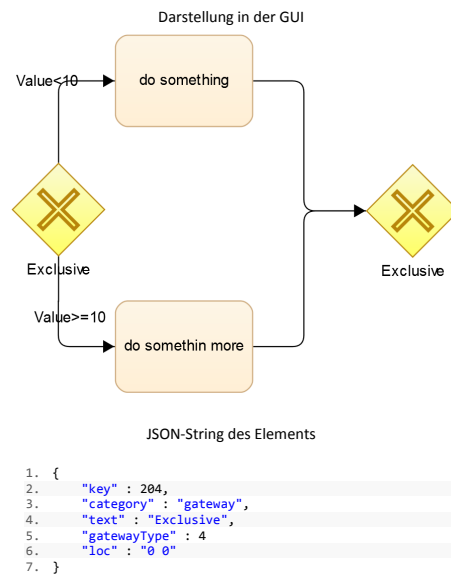 Darstellung in der GUI
Value<10
do something
Exclusive
Exclusive
Value>=10
do somethin more
JSON-String des Elements
1. {
2. "key" : 204,
3. "category" : "gateway",
4. "text" : "Exclusive",
5. "gatewayType" : 4
6. "loc" : "0 0"
7. }